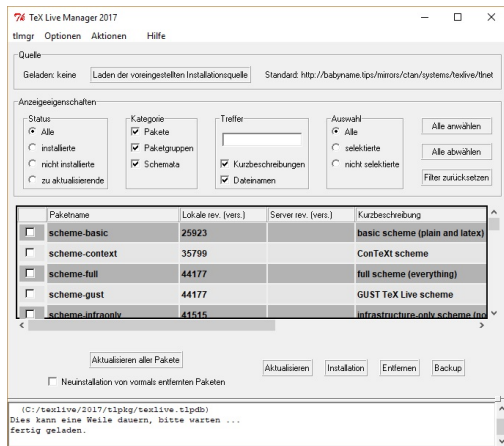 TeX Live Manager 2017
tlmgr Optionen Aktionen Hilfe
Quelle
Geladen: keine Laden der voreingestellten Installationsquelle Standard: http://babyname.tips/mirrors/ctan/systems/texlive/tlnet
Anzeigeeigenschaften
Status Kategorie Treffer Auswahl
Alle Pakete Alle Alle anwählen
installierte Paketgruppen selektierte
nicht installierte Schemata Kurzbeschreibungen nicht selektierte Alle abwählen
zu aktualisierende Dateinamen Filter zurücksetzen
Paketname Lokale rev. (vers.) Server rev. (vers.) Kurzbeschreibung
scheme-basic 25923 basic scheme (plain and latex)
scheme-context 35799 ConTeXt scheme
scheme-full 44177 full scheme (everything)
scheme-gust 44177 GUST TeX Live scheme
scheme-infraonly 41515 infrastructure-only scheme (no
Aktualisieren aller Pakete Aktualisieren Installation Entfernen Backup
Neuinstallation von vormals entfernten Paketen
(C:/texlive/2017/tlpkg/texlive.tlpdb)
Dies kann eine Weile dauern, bitte warten ...
fertig geladen.